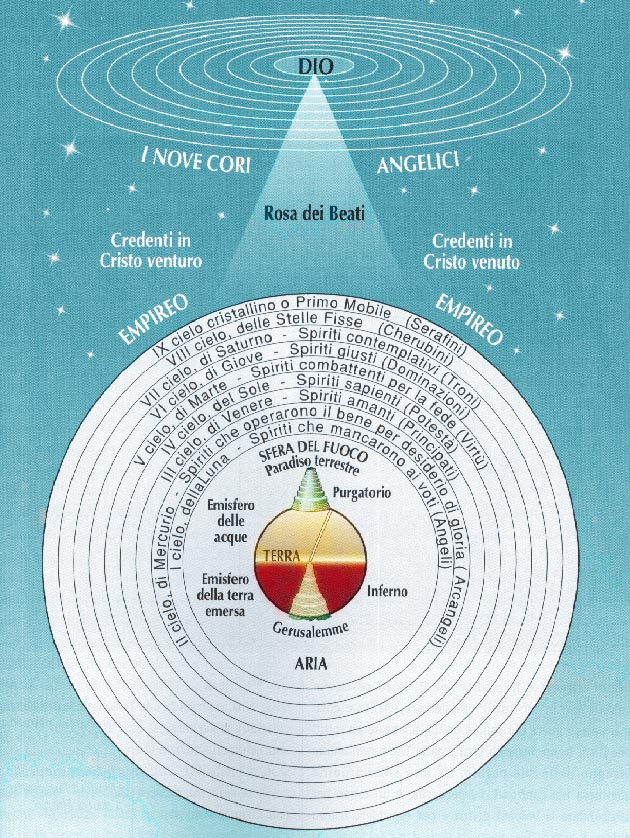 DIO
I NOVE CORI ANGELICI
Rosa dei Beati
Credenti in
Cristo venturo
Credenti in
Cristo venuto
EMPIREO
EMPIREO
IX cielo cristallino o Primo Mobile (Serafini)
VIII cielo, delle Stelle Fisse (Cherubini)
VII cielo, di Saturno - Spiriti contemplativi (Troni)
VI cielo, di Giove - Spiriti giusti (Dominazioni)
V cielo, di Marte - Spiriti combattenti per la fede (Virtù)
IV cielo, del Sole - Spiriti sapienti (Potestà)
III cielo, di Venere - Spiriti amanti (Principati)
II cielo, di Mercurio - Spiriti che operarono il bene per desiderio di gloria (Arcangeli)
I cielo, dellaLuna - Spiriti che mancarono ai voti (Angeli)
SFERA DEL FUOCO
Paradiso terrestre
Purgatorio
Emisfero
delle
acque
TERRA
Emisfero
della terra
emersa
Inferno
Gerusalemme
ARIA